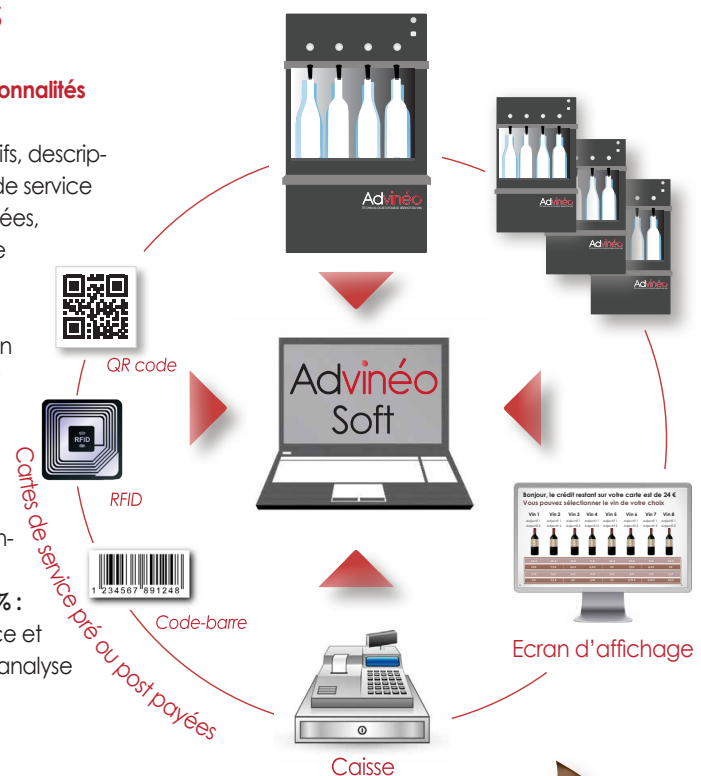 s
onnalités
ifs, descrip-
de service
ées,
e
n
n-
% :
ce et
analyse
Advinéo
Advinéo
Advinéo
Advinéo
QR code
RFID
RFID
1 234567 891248
Code-barre
Cartes de service pré ou post payées
Advinéo
Soft
Bonjour, le crédit restant sur votre carte est de 24 €
Vous pouvez sélectionner le vin de votre choix
Vin 1 Vin 2 Vin 3 Vin 4 Vin 5 Vin 6 Vin 7 Vin 8
Ecran d'affichage
Caisse